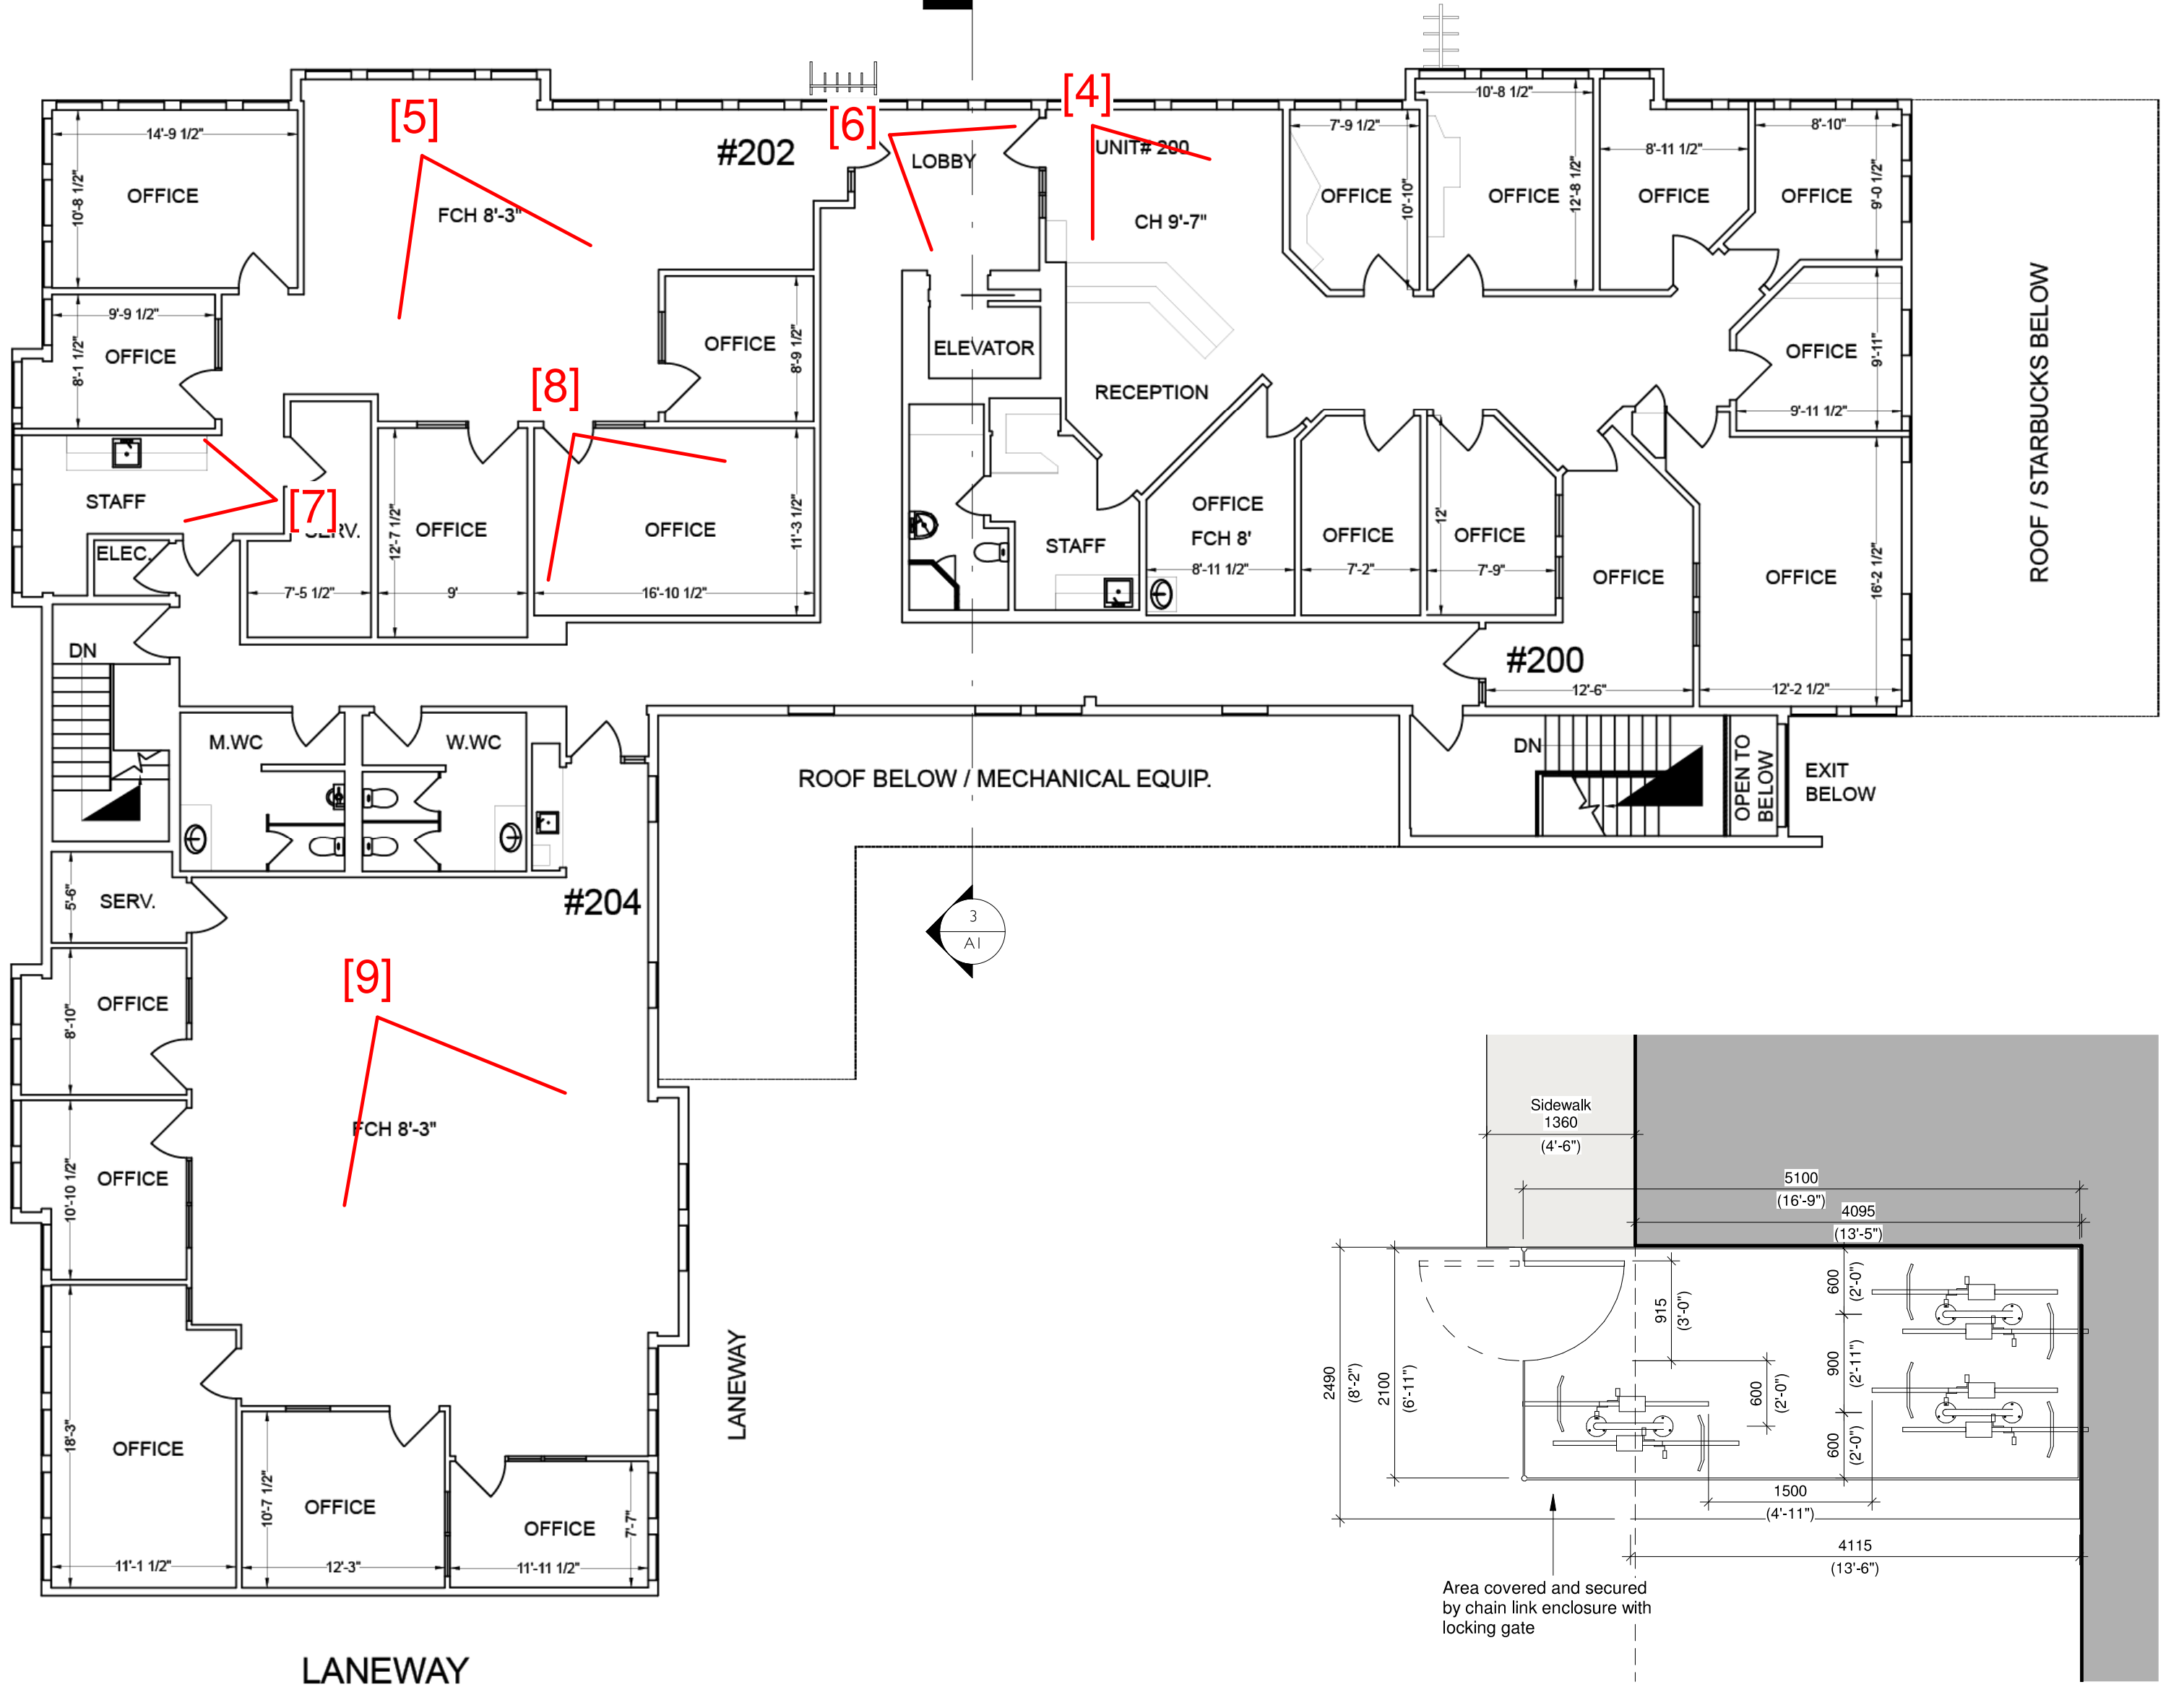 [5]
[6]
[4]
14'-9 1/2"
10'-8 1/2"
OFFICE
FCH 8'-3"
#202
LOBBY
UNIT# 200
CH 9'-7"
7'-9 1/2"
10'-10"
OFFICE
10'-8 1/2"
12'-8 1/2"
OFFICE
8'-11 1/2"
OFFICE
8'-10"
9'-0 1/2"
OFFICE
ROOF / STARBUCKS BELOW
9'-9 1/2"
8'-1 1/2"
OFFICE
[8]
OFFICE
8'-9 1/2"
ELEVATOR
RECEPTION
OFFICE
9'-11"
9'-11 1/2"
STAFF
[7]
SERV.
7'-5 1/2"
ELEC.
12'-7 1/2"
OFFICE
9'
OFFICE
11'-3 1/2"
16'-10 1/2"
STAFF
OFFICE
FCH 8'
8'-11 1/2"
OFFICE
7'-2"
12'
OFFICE
7'-9"
OFFICE
12'-6"
OFFICE
16'-2 1/2"
12'-2 1/2"
#200
DN
M.WC
W.WC
ROOF BELOW / MECHANICAL EQUIP.
DN
OPEN TO
BELOW
EXIT
BELOW
5'-6"
SERV.
#204
3
A1
[9]
8'-10"
OFFICE
FCH 8'-3"
10'-10 1/2"
OFFICE
18'-3"
OFFICE
11'-1 1/2"
10'-7 1/2"
OFFICE
12'-3"
OFFICE
7'-7"
11'-11 1/2"
LANEWAY
LANEWAY
Sidewalk
1360
(4'-6")
5100
(16'-9")
4095
(13'-5")
2490
(8'-2")
2100
(6'-11")
915
(3'-0")
600
(2'-0")
600
(2'-0")
900
(2'-11")
600
(2'-0")
1500
(4'-11")
4115
(13'-6")
Area covered and secured
by chain link enclosure with
locking gate